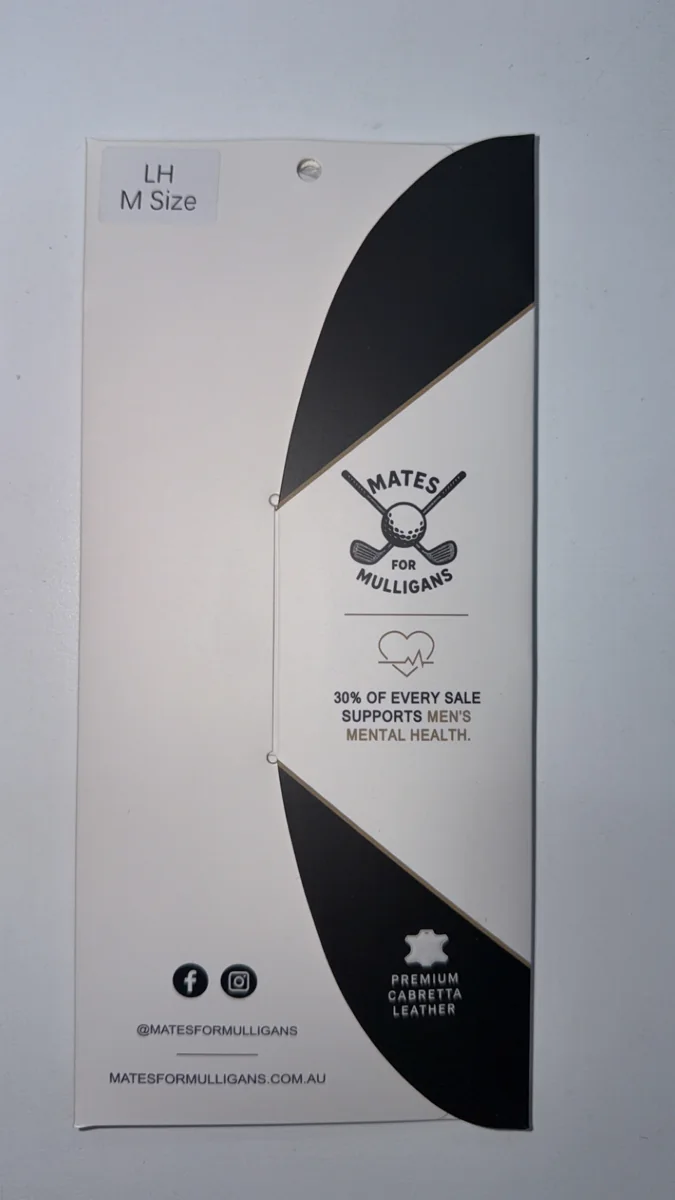 LH
M Size
MATES
FOR
MULLIGANS
30% OF EVERY SALE
SUPPORTS MEN'S
MENTAL HEALTH.
PREMIUM
CABRETTA
LEATHER
@MATESFORMULLIGANS
MATESFORMULLIGANS.COM.AU